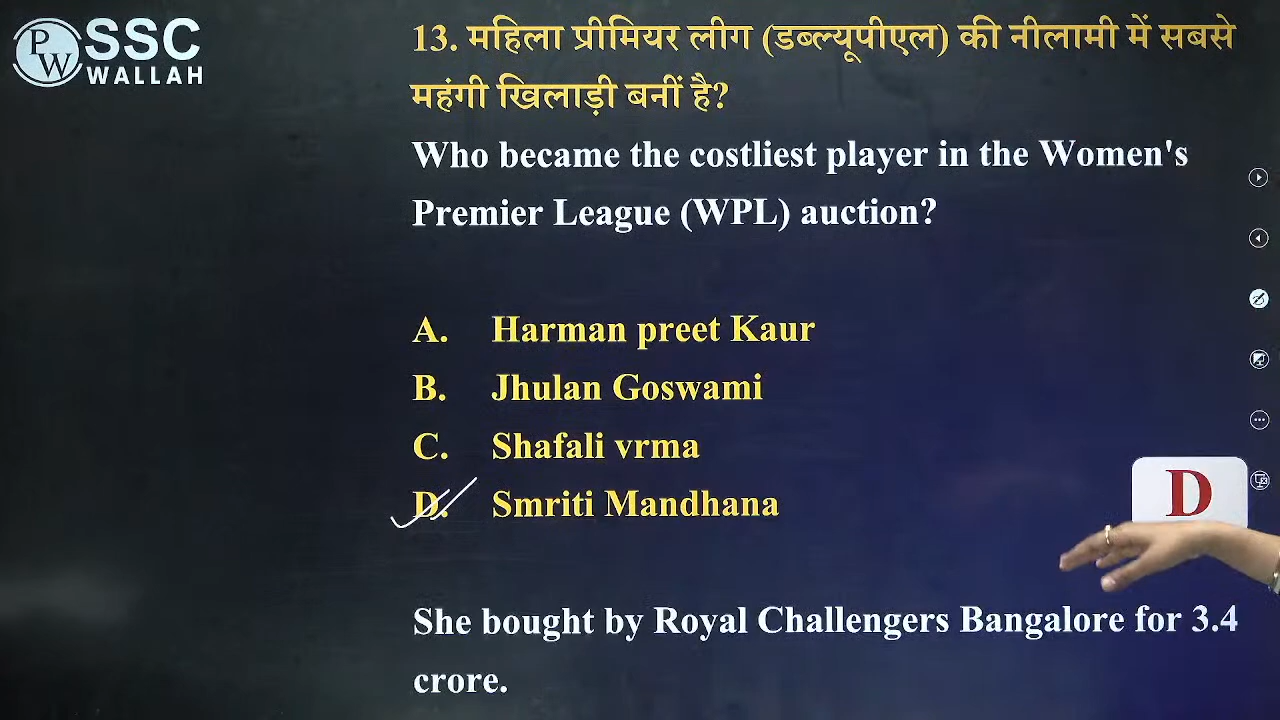 PW SSC
WALLAH
13. महिला प्रीमियर लीग (डब्ल्यूपीएल) की नीलामी में सबसे
महंगी खिलाड़ी बनीं है?
Who became the costliest player in the Women's
Premier League (WPL) auction?
A. Harman preet Kaur
B. Jhulan Goswami
C. Shafali vrma
D. Smriti Mandhana
D
She bought by Royal Challengers Bangalore for 3.4
crore.